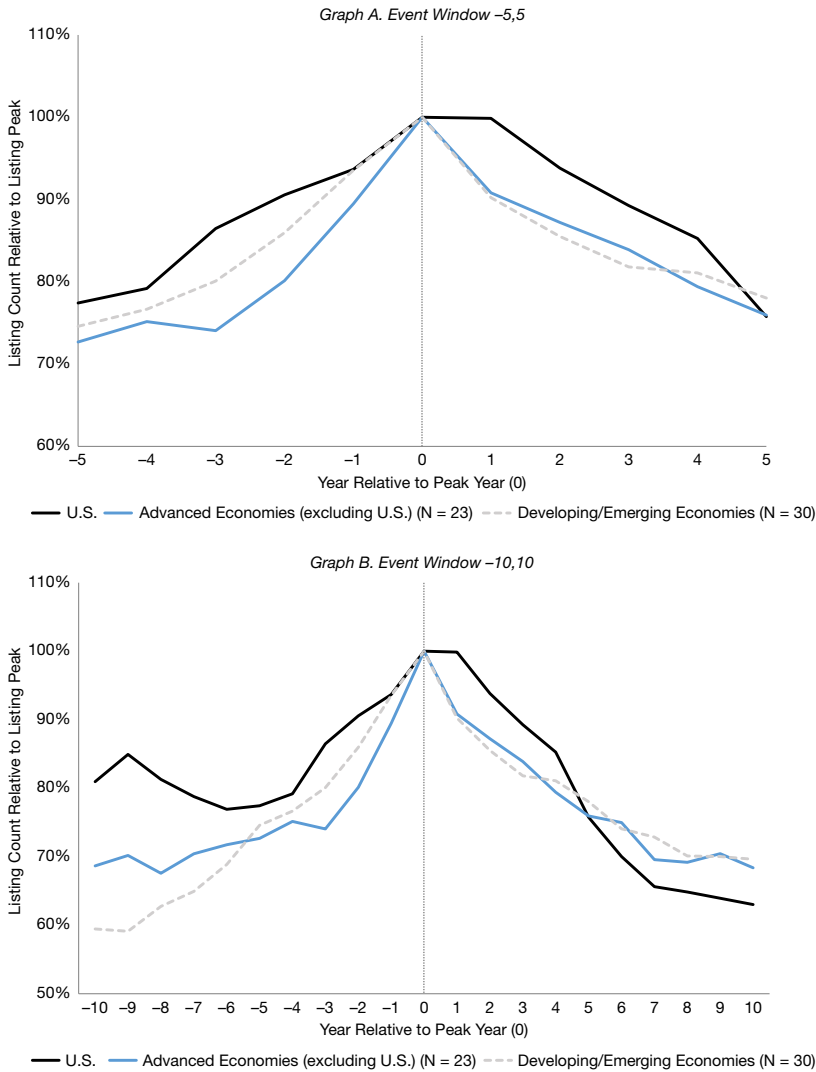 Graph A. Event Window –5,5
Listing Count Relative to Listing Peak
110%
100%
90%
80%
70%
60%
–5 –4 –3 –2 –1 0 1 2 3 4 5
Year Relative to Peak Year (0)
U.S. Advanced Economies (excluding U.S.) (N = 23) Developing/Emerging Economies (N = 30)
Graph B. Event Window –10,10
Listing Count Relative to Listing Peak
110%
100%
90%
80%
70%
60%
50%
–10 –9 –8 –7 –6 –5 –4 –3 –2 –1 0 1 2 3 4 5 6 7 8 9 10
Year Relative to Peak Year (0)
U.S. Advanced Economies (excluding U.S.) (N = 23) Developing/Emerging Economies (N = 30)